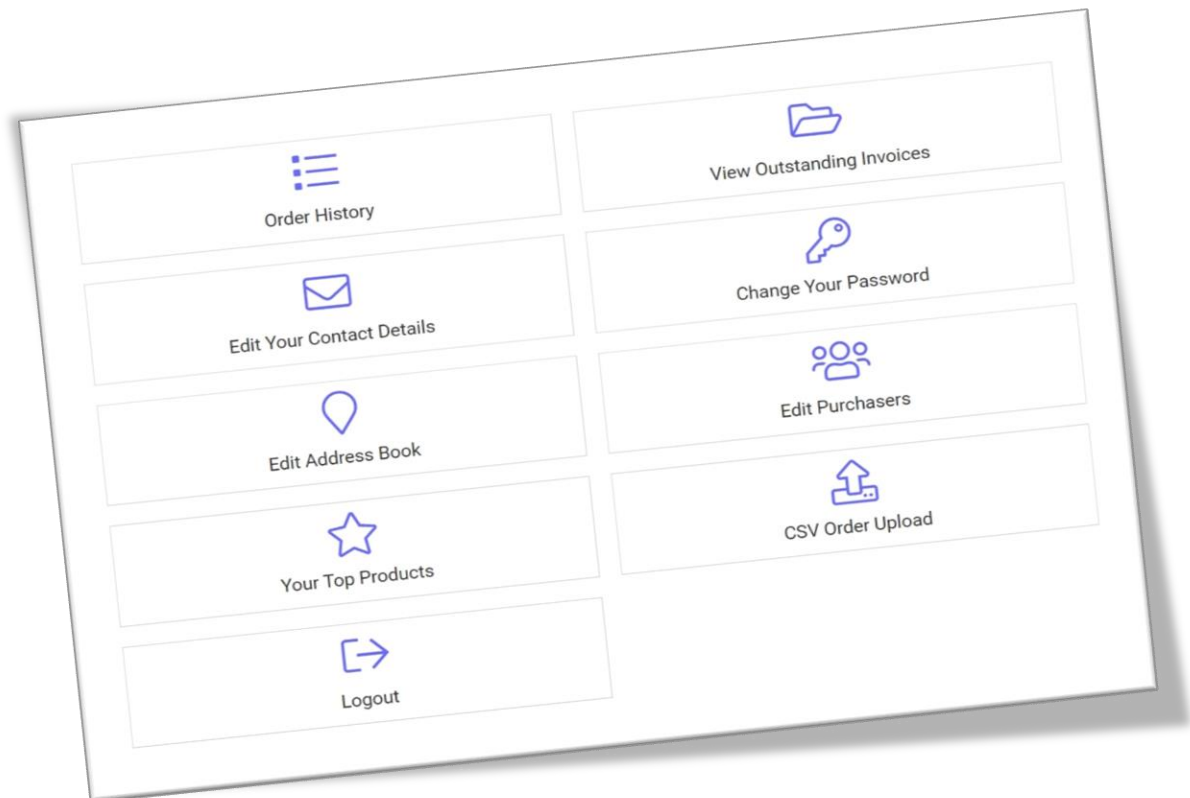 Order History
View Outstanding Invoices
Edit Your Contact Details
Change Your Password
Edit Address Book
Edit Purchasers
Your Top Products
CSV Order Upload
Logout